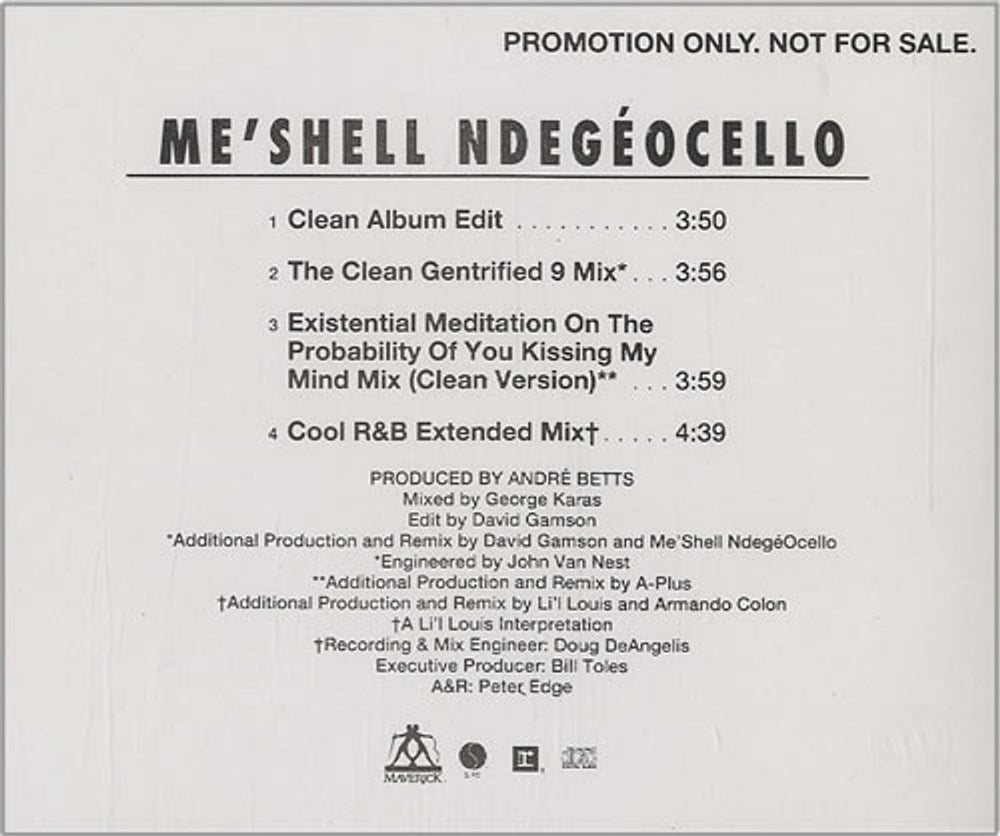 PROMOTION ONLY. NOT FOR SALE.
ME'SHELL NDEGÉOCELLO
1 Clean Album Edit . . . . . . . . . . . 3:50
2 The Clean Gentrified 9 Mix* . . . 3:56
3 Existential Meditation On The
Probability Of You Kissing My
Mind Mix (Clean Version)** . . . 3:59
4 Cool R&B Extended Mix† . . . . . 4:39
PRODUCED BY ANDRÉ BETTS
Mixed by George Karas
Edit by David Gamson
*Additional Production and Remix by David Gamson and Me'Shell NdegéOcello
*Engineered by John Van Nest
**Additional Production and Remix by A-Plus
†Additional Production and Remix by Li'l Louis and Armando Colon
†A Li'l Louis Interpretation
†Recording & Mix Engineer: Doug DeAngelis
Executive Producer: Bill Toles
A&R: Peter Edge
MAVERICK